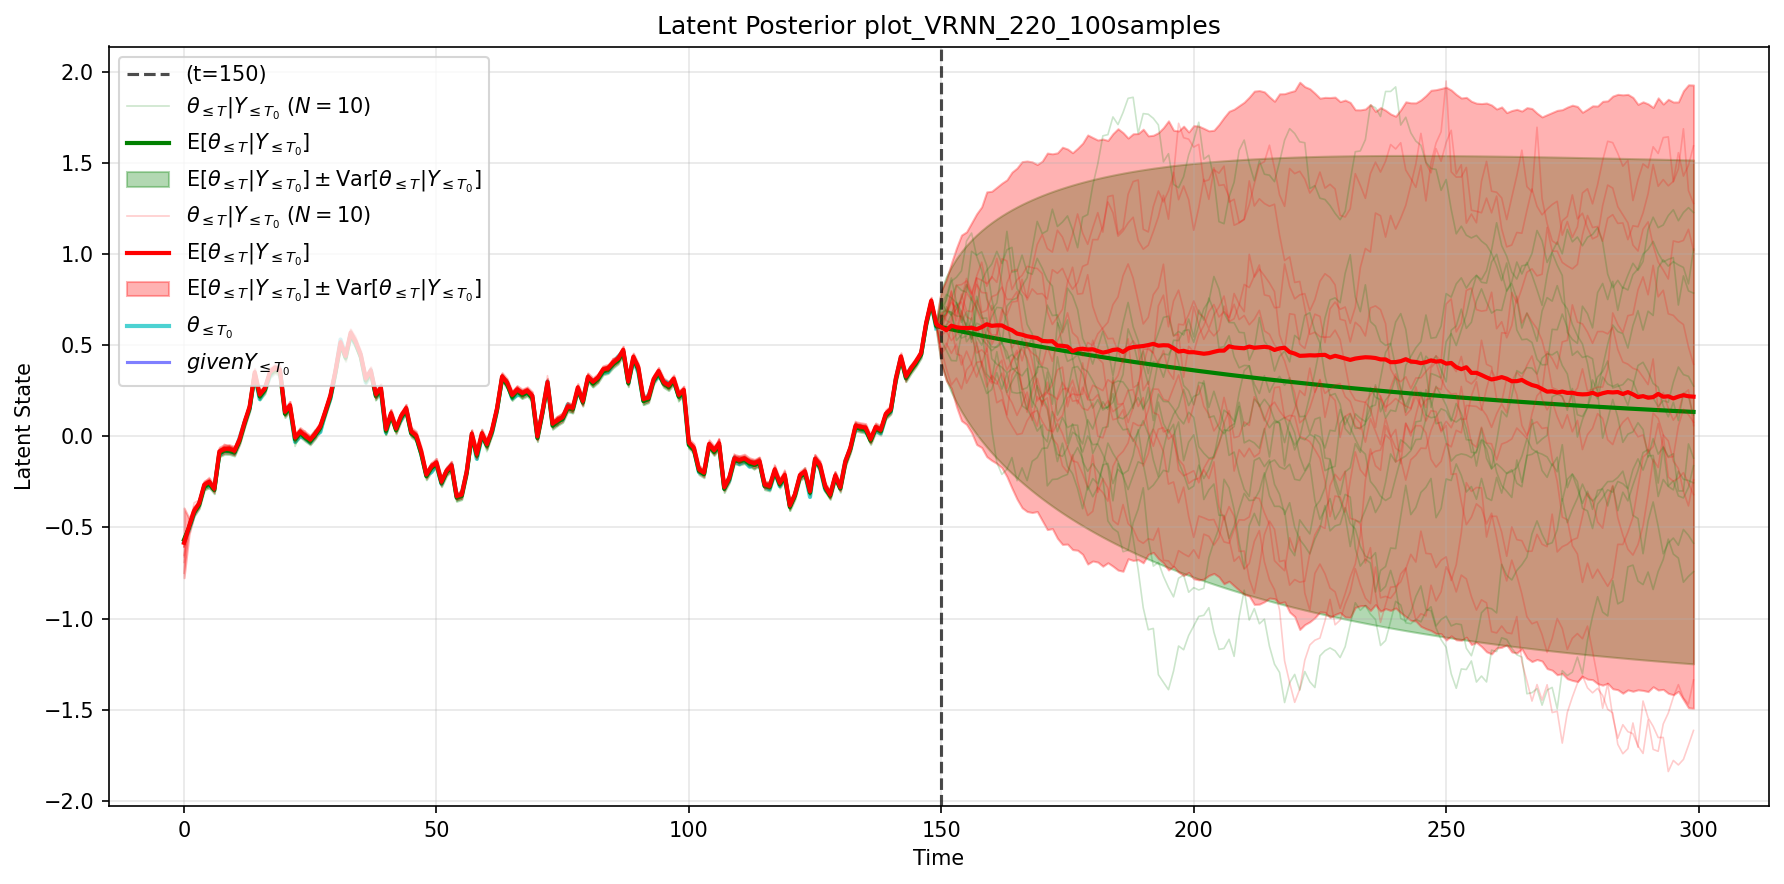 Latent Posterior plot_VRNN_220_100samples
(t=150)
θ≤T|Y≤T₀ (N = 10)
E[θ≤T|Y≤T₀]
E[θ≤T|Y≤T₀] ± Var[θ≤T|Y≤T₀]
θ≤T|Y≤T₀ (N = 10)
E[θ≤T|Y≤T₀]
E[θ≤T|Y≤T₀] ± Var[θ≤T|Y≤T₀]
θ≤T₀
givenY≤T₀
Latent State
2.0
1.5
1.0
0.5
0.0
−0.5
−1.0
−1.5
−2.0
0 50 100 150 200 250 300
Time